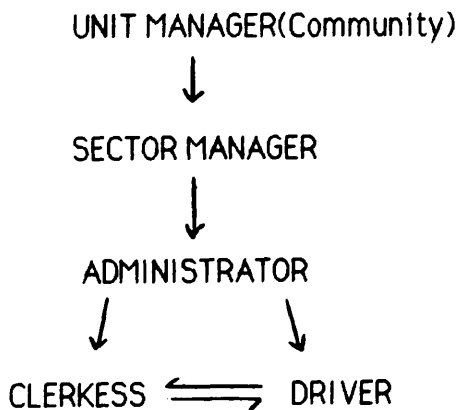 UNIT MANAGER(Community)
SECTOR MANAGER
ADMINISTRATOR
CLERKESS DRIVER